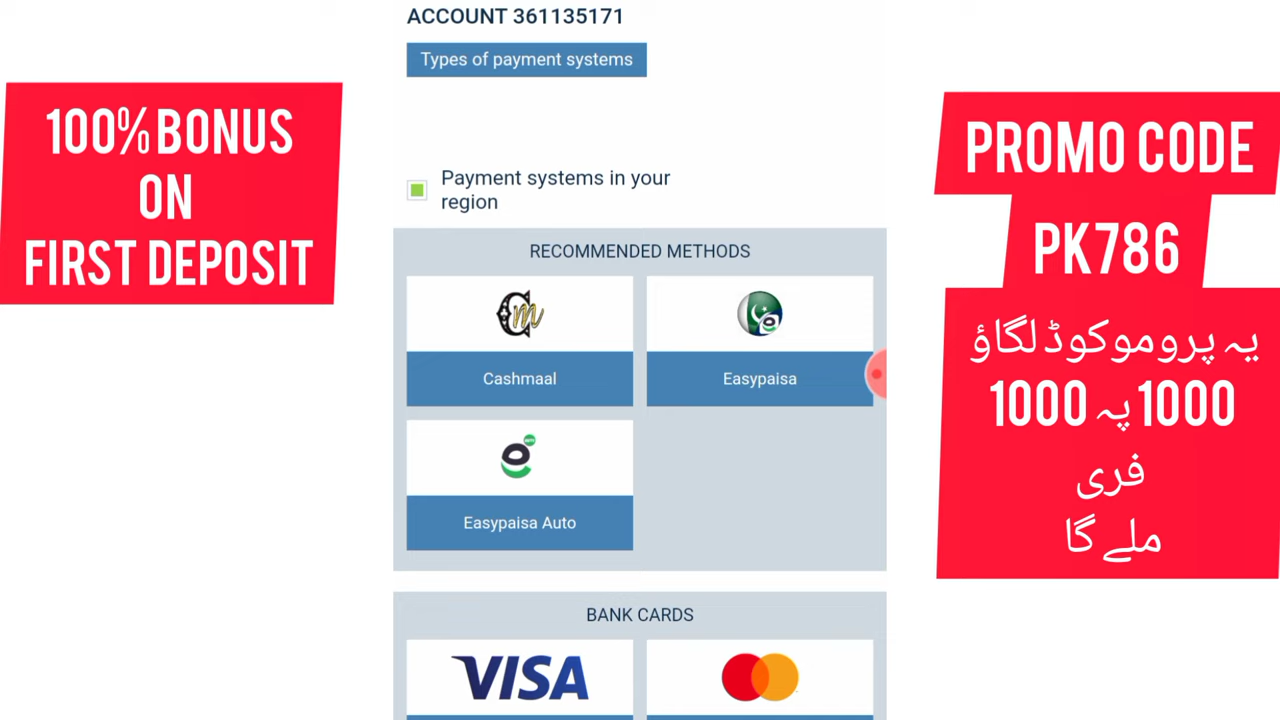 ACCOUNT 361135171
Types of payment systems
100% BONUS
ON
FIRST DEPOSIT
Payment systems in your
region
RECOMMENDED METHODS
Cashmaal
Easypaisa
Easypaisa Auto
BANK CARDS
VISA
PROMO CODE
PK786
یہ پروموکوڈ لگاؤ
1000 پہ 1000
فری
ملے گا